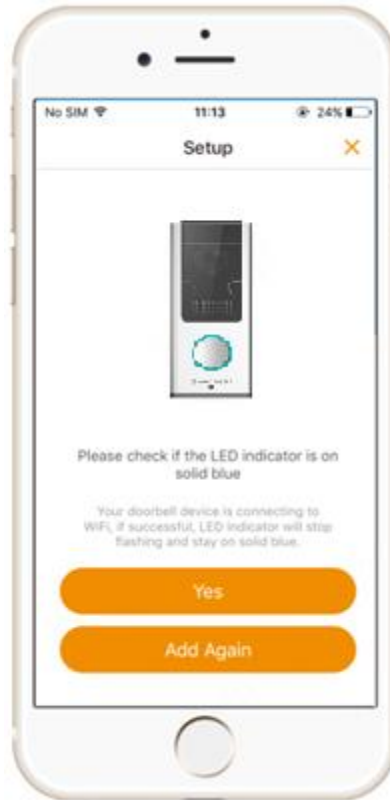 No SIM 11:13 24%
Setup
Please check if the LED indicator is on
solid blue
Your doorbell device is connecting to
WiFi, if successful, LED indicator will stop
flashing and stay on solid blue.
Yes
Add Again